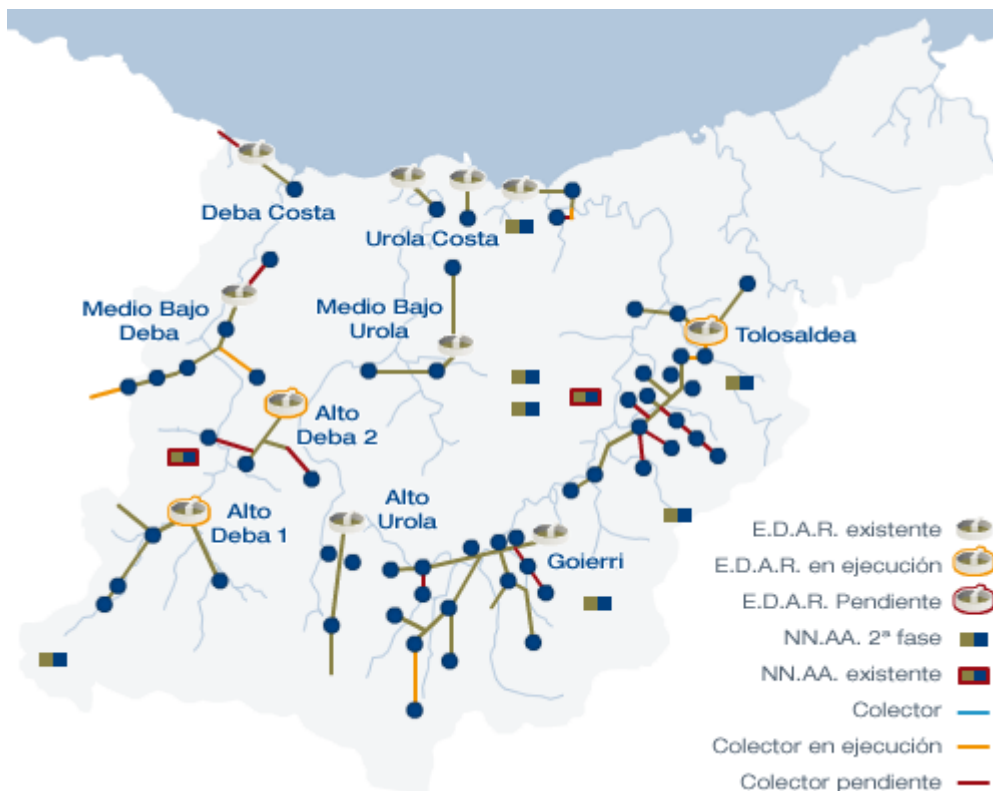 Deba Costa
Urola Costa
Medio Bajo
Deba
Medio Bajo
Urola
Tolosaldea
Alto
Deba 2
Alto
Deba 1
Alto
Urola
Goierri
E.D.A.R. existente
E.D.A.R. en ejecución
E.D.A.R. Pendiente
NN.AA. 2ª fase
NN.AA. existente
Colector
Colector en ejecución
Colector pendiente